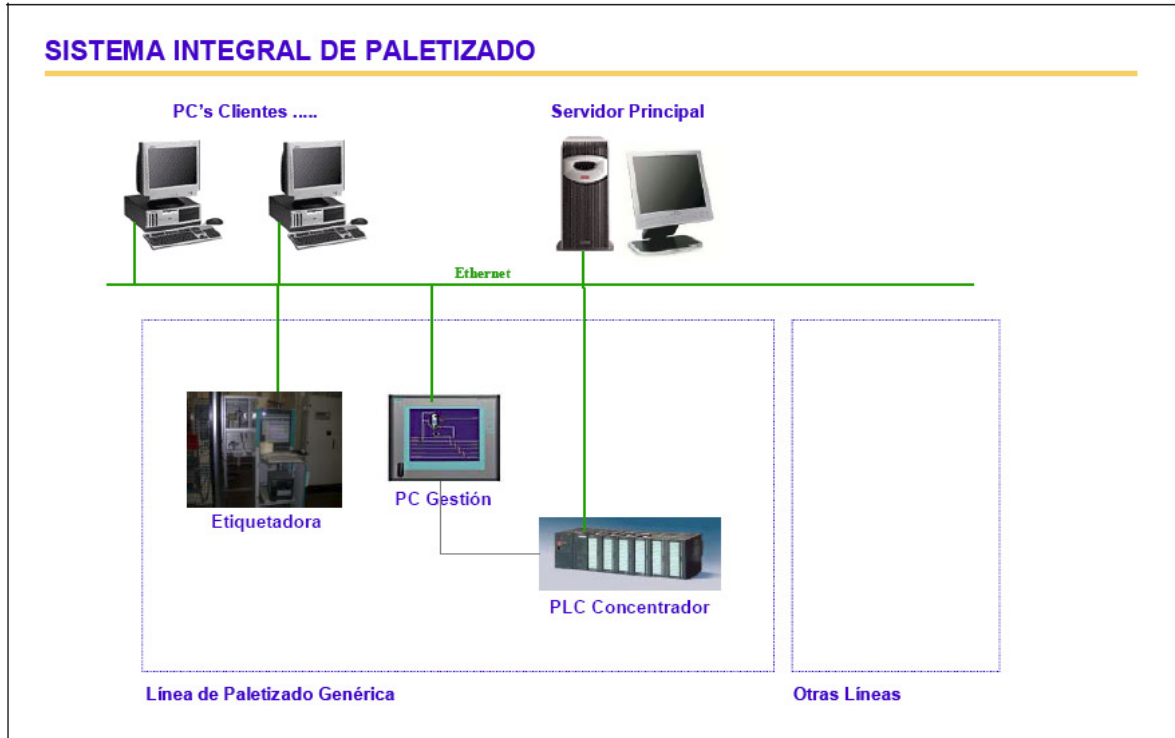 SISTEMA INTEGRAL DE PALETIZADO
PC's Clientes .....
Servidor Principal
Ethernet
Etiquetadora
PC Gestión
PLC Concentrador
Línea de Paletizado Genérica
Otras Líneas